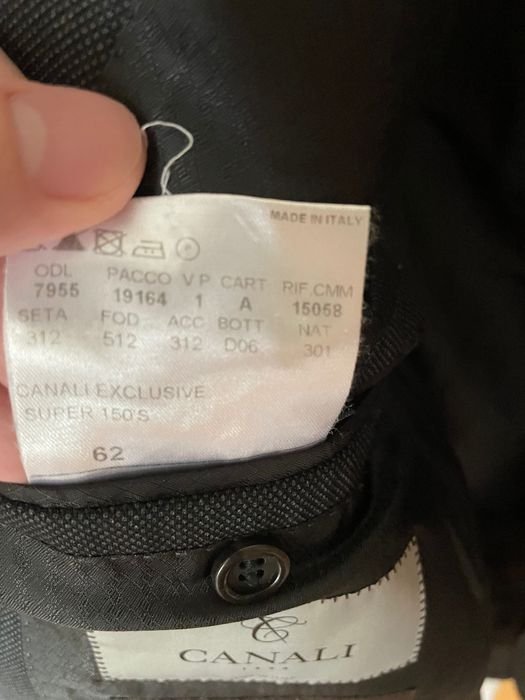 MADE IN ITALY
ODL PACCO V P CART RIF.CMM
7955 19164 1 A 15058
SETA FOD ACC BOTT NAT
312 512 312 D06 301
CANALI EXCLUSIVE
SUPER 150'S
62
CANALI